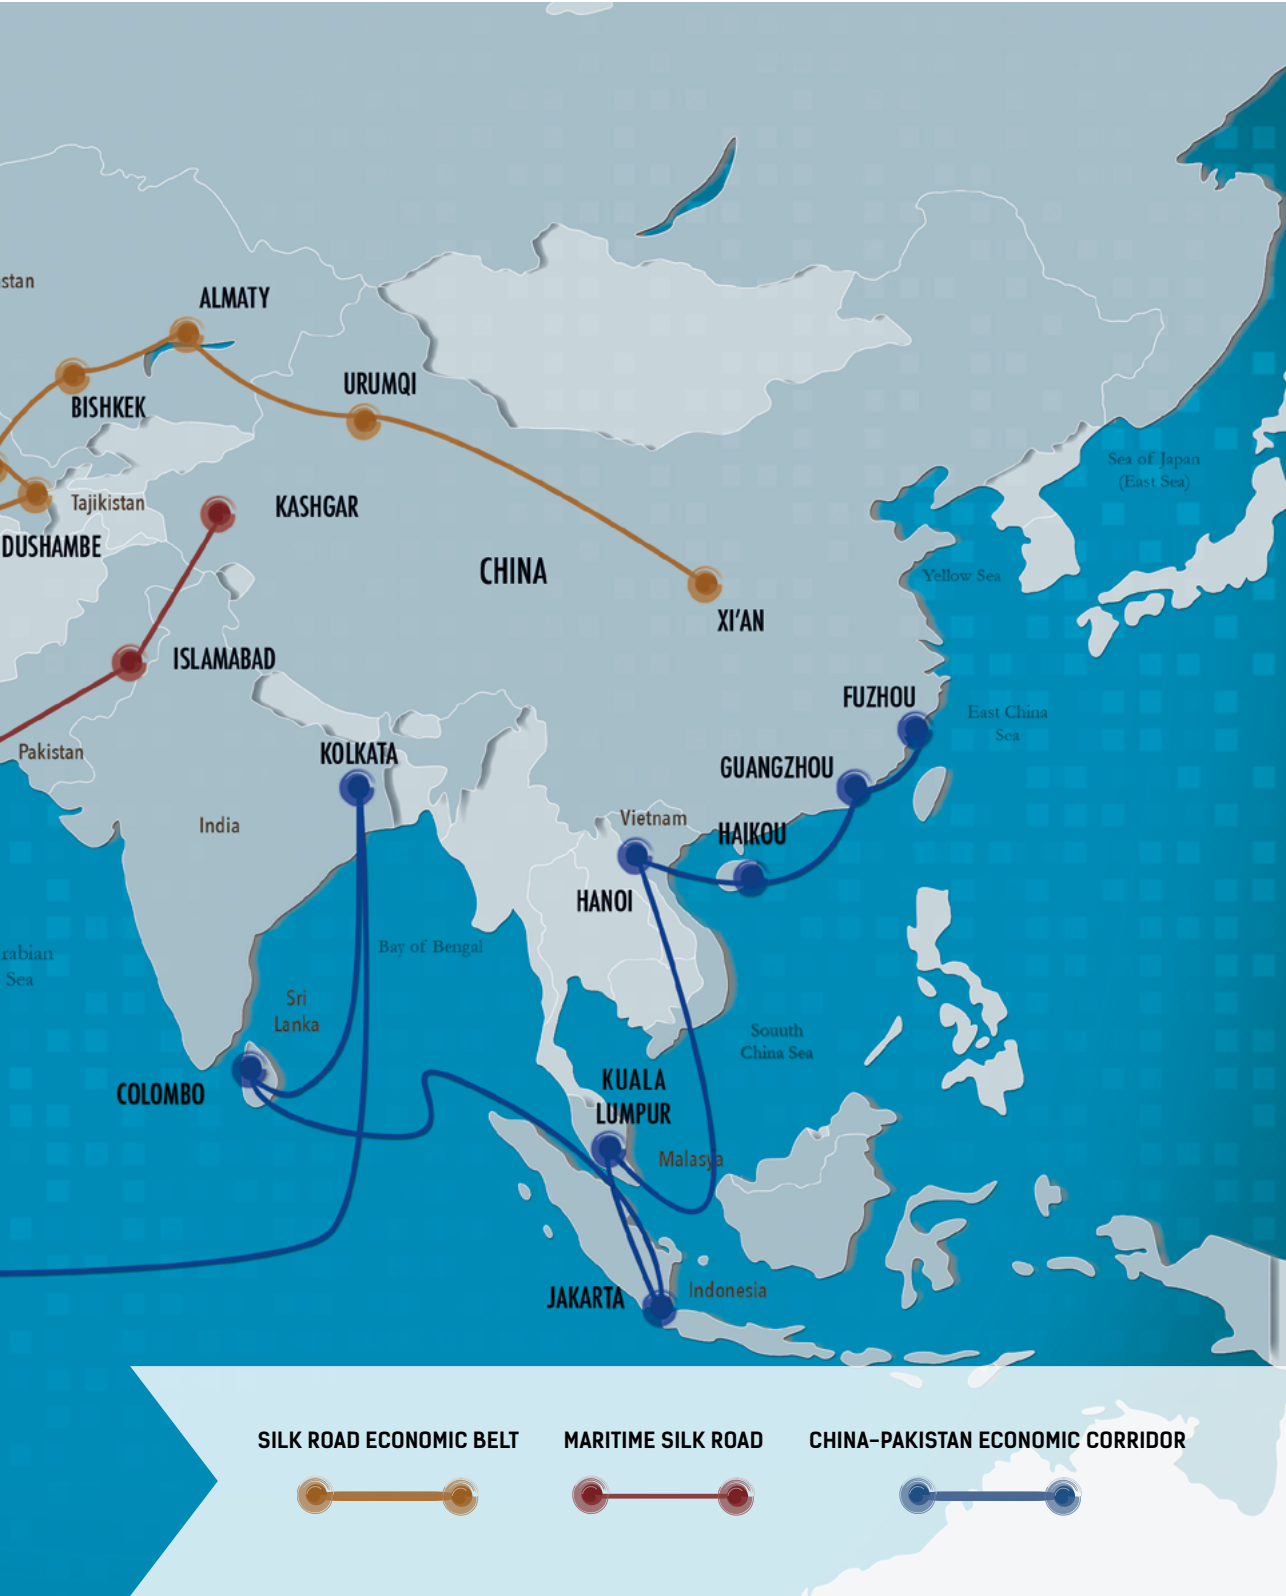 stan
ALMATY
URUMQI
BISHKEK
Sea of Japan
(East Sea)
Tajikistan
KASHGAR
DUSHAMBE
CHINA
Yellow Sea
XI'AN
ISLAMABAD
FUZHOU
East China
Sea
Pakistan
KOLKATA
GUANGZHOU
India
Vietnam
HAIKOU
HANOI
rabian
Sea
Bay of Bengal
Sri
Lanka
Souuth
China Sea
COLOMBO
KUALA
LUMPUR
Malasya
JAKARTA
Indonesia
SILK ROAD ECONOMIC BELT
MARITIME SILK ROAD
CHINA-PAKISTAN ECONOMIC CORRIDOR